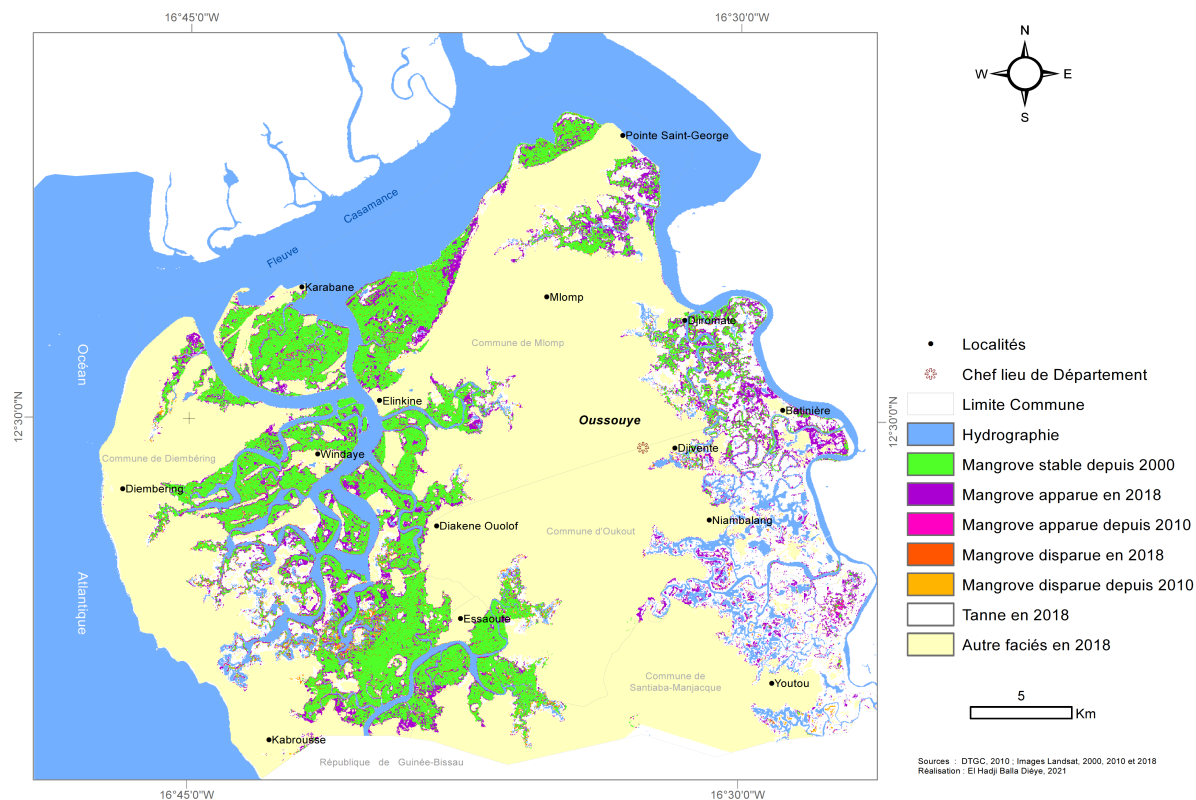 16°45'0"W
16°30'0"W
N
W
E
S
Pointe Saint-George
Casamance
Fleuve
Karabane
Mlomp
Djiromate
Commune de Mlomp
Océan
Elinkine
Batinière
12°30'0"N
12°30'0"N
Oussouye
Djivente
Windaye
Commune de Diembéring
Diembéring
Niambalang
Diakene Ouolof
Commune d'Oukout
Atlantique
Essaoute
Commune de
Santiaba-Manjacque
Youtou
Kabrousse
République de Guinée-Bissau
16°45'0"W
16°30'0"W
Localités
Chef lieu de Département
Limite Commune
Hydrographie
Mangrove stable depuis 2000
Mangrove apparue en 2018
Mangrove apparue depuis 2010
Mangrove disparue en 2018
Mangrove disparue depuis 2010
Tanne en 2018
Autre faciés en 2018
5
Km
Sources : DTGC, 2010 ; Images Landsat, 2000, 2010 et 2018
Réalisation : El Hadji Balla Diéye, 2021